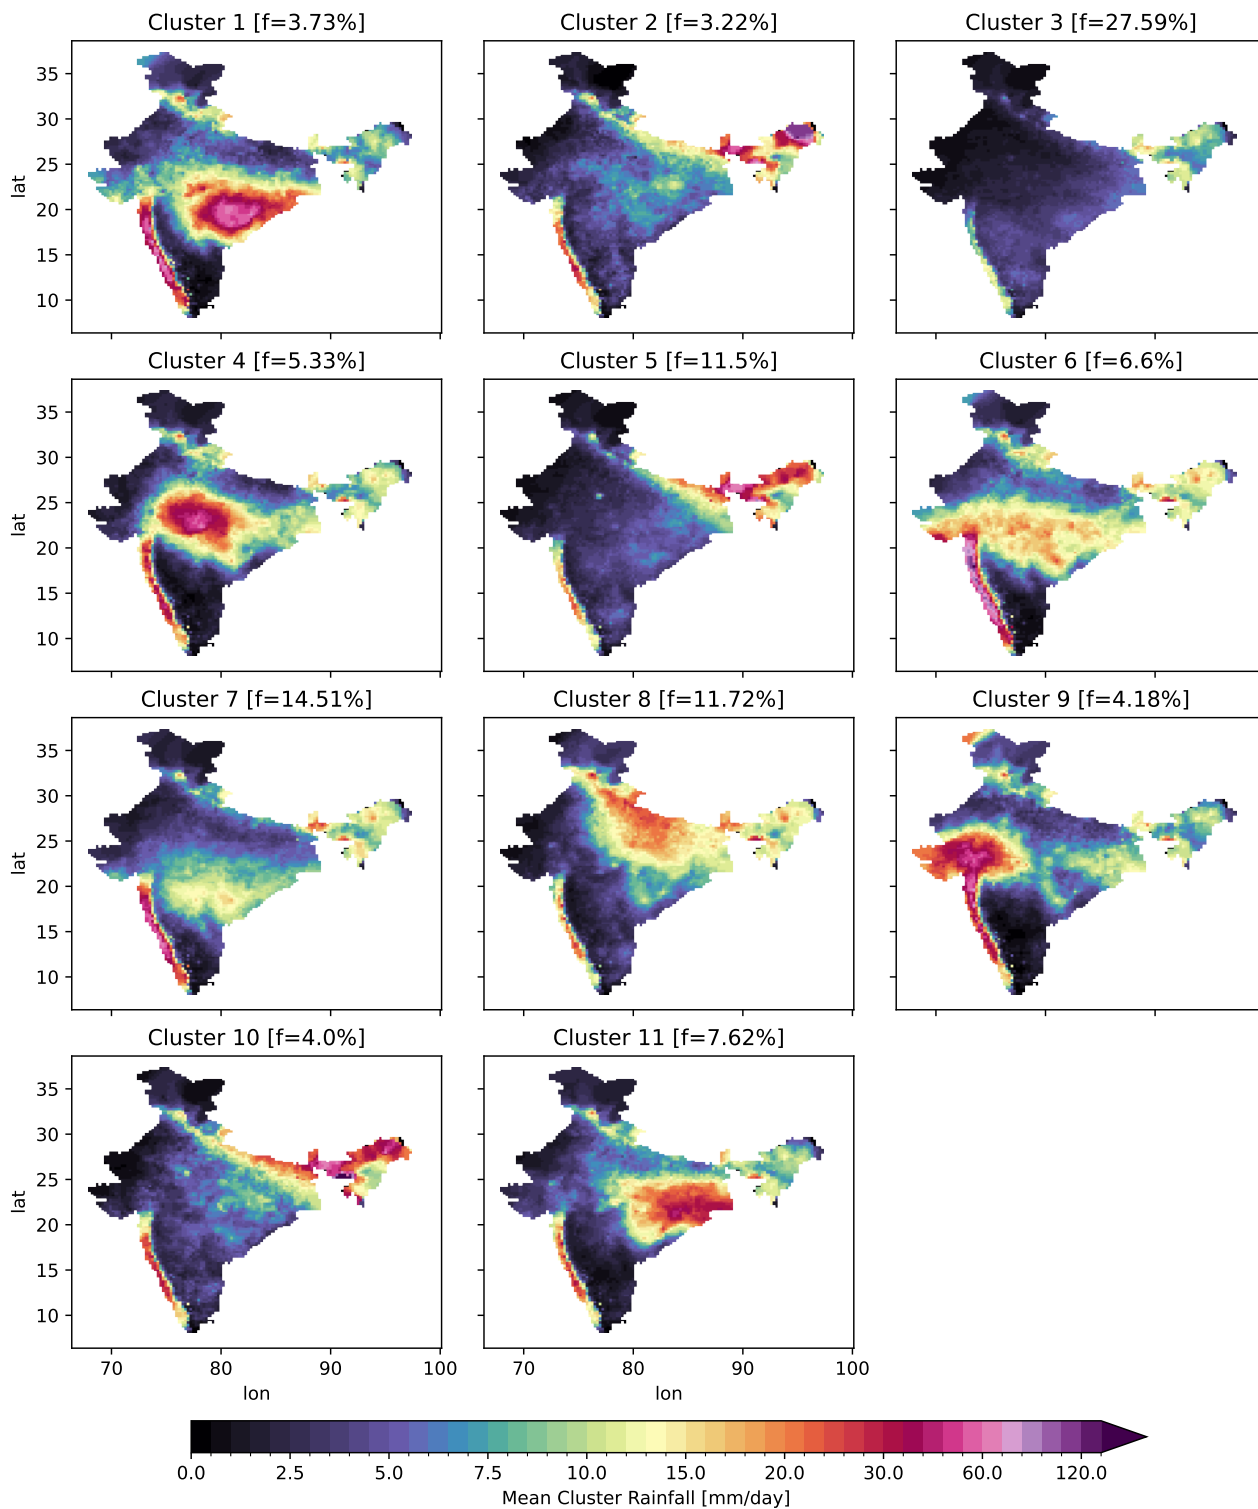 Cluster 1 [f=3.73%] Cluster 2 [f=3.22%] Cluster 3 [f=27.59%]
35
30
25
20
15
10
lat
Cluster 4 [f=5.33%] Cluster 5 [f=11.5%] Cluster 6 [f=6.6%]
35
30
25
20
15
10
lat
Cluster 7 [f=14.51%] Cluster 8 [f=11.72%] Cluster 9 [f=4.18%]
35
30
25
20
15
10
lat
Cluster 10 [f=4.0%] Cluster 11 [f=7.62%]
35
30
25
20
15
10
lat
70 80 90 100 70 80 90 100
lon lon
0.0 2.5 5.0 7.5 10.0 15.0 20.0 30.0 60.0 120.0
Mean Cluster Rainfall [mm/day]